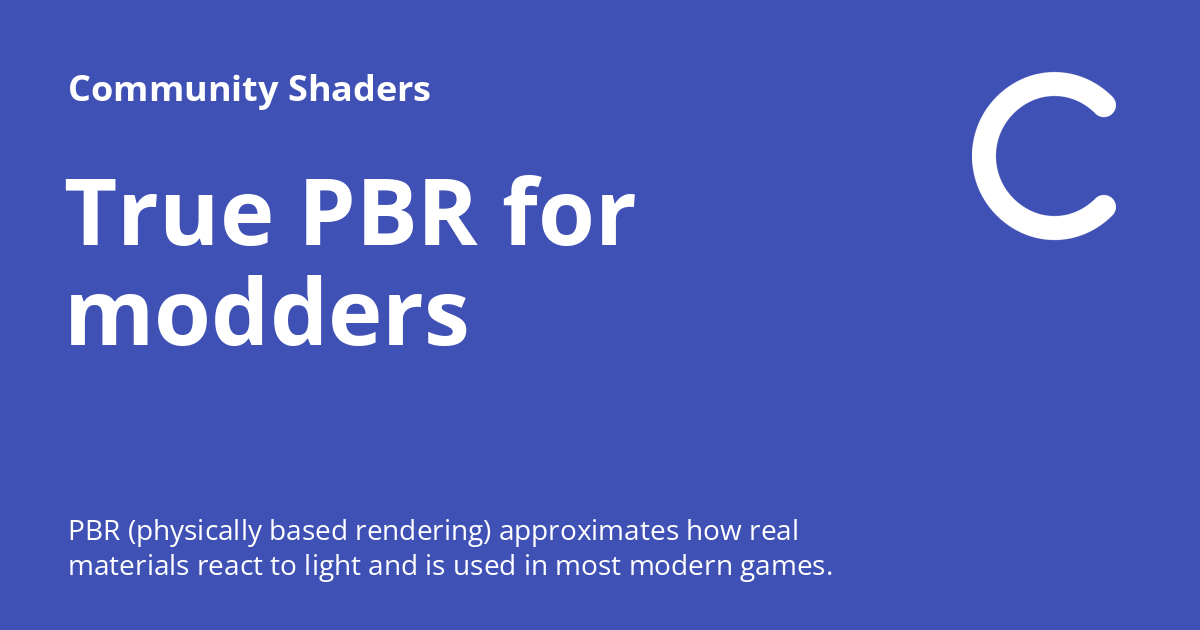 Community Shaders
True PBR for
modders
PBR (physically based rendering) approximates how real
materials react to light and is used in most modern games.